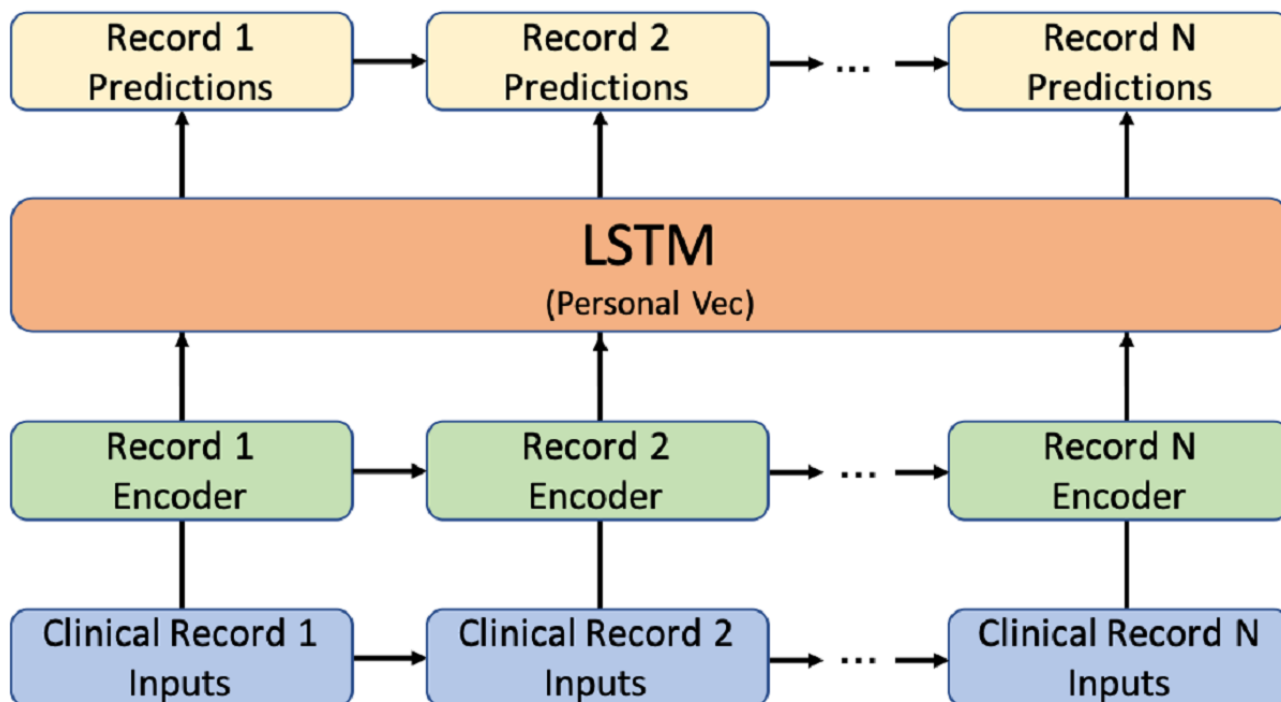 Record 1
Predictions
Record 2
Predictions
...
Record N
Predictions
LSTM
(Personal Vec)
Record 1
Encoder
Record 2
Encoder
...
Record N
Encoder
Clinical Record 1
Inputs
Clinical Record 2
Inputs
...
Clinical Record N
Inputs